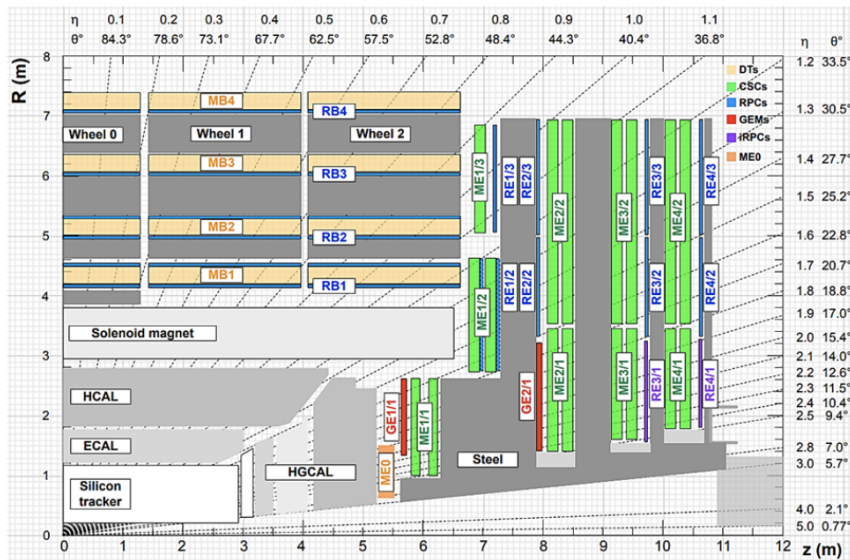 η 0.1 0.2 0.3 0.4 0.5 0.6 0.7 0.8 0.9 1.0 1.1
θ° 84.3° 78.6° 73.1° 67.7° 62.5° 57.5° 52.8° 48.4° 44.3° 40.4° 36.8° η θ°
R (m)
8
7
6
5
4
3
2
1
0
1.2 33.5°
1.3 30.5°
1.4 27.7°
1.5 25.2°
1.6 22.8°
1.7 20.7°
1.8 18.8°
1.9 17.0°
2.0 15.4°
2.1 14.0°
2.2 12.6°
2.3 11.5°
2.4 10.4°
2.5 9.4°
2.8 7.0°
3.0 5.7°
4.0 2.1°
5.0 0.77°
DTs
CSCs
RPCs
GEMs
iRPCs
ME0
MB4
RB4
Wheel 0 Wheel 1 Wheel 2
MB3
RB3
MB2
RB2
MB1
RB1
Solenoid magnet
HCAL
ECAL
Silicon
tracker
HGCAL
Steel
ME0
GE1/1
ME1/1
ME1/2
ME1/3
RE1/3
RE2/3
RE1/2
RE2/2
GE2/1
ME2/2
ME2/1
ME3/2
ME3/1
RE3/3
RE3/2
RE3/1
ME4/2
ME4/1
RE4/3
RE4/2
RE4/1
0 1 2 3 4 5 6 7 8 9 10 11 12
z (m)